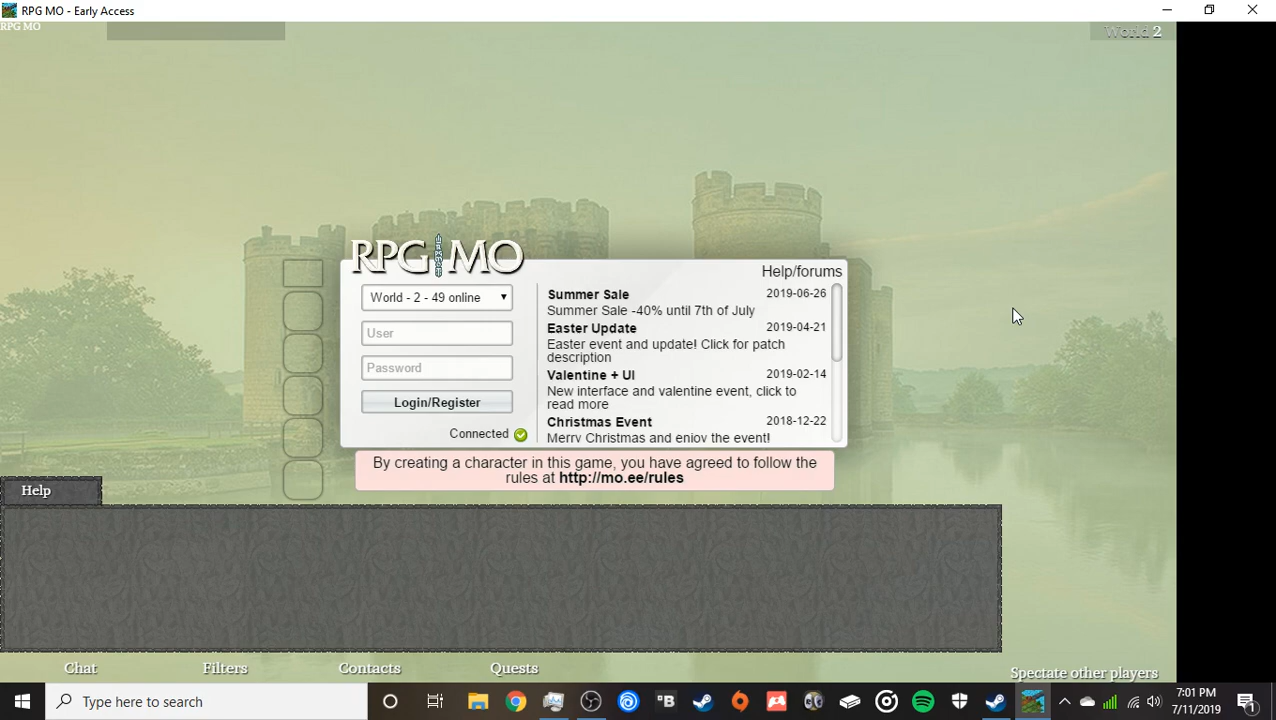 RPG MO - Early Access
RPG MO
World 2
RPG MO
Help/forums
World - 2 - 49 online
User
Password
Login/Register
Connected
Summer Sale 2019-06-26
Summer Sale -40% until 7th of July
Easter Update 2019-04-21
Easter event and update! Click for patch
description
Valentine + UI 2019-02-14
New interface and valentine event, click to
read more
Christmas Event 2018-12-22
Merry Christmas and enjoy the event!
By creating a character in this game, you have agreed to follow the
rules at http://mo.ee/rules
Help
Chat Filters Contacts Quests
Spectate other players
Type here to search
B
7:01 PM
7/11/2019
1